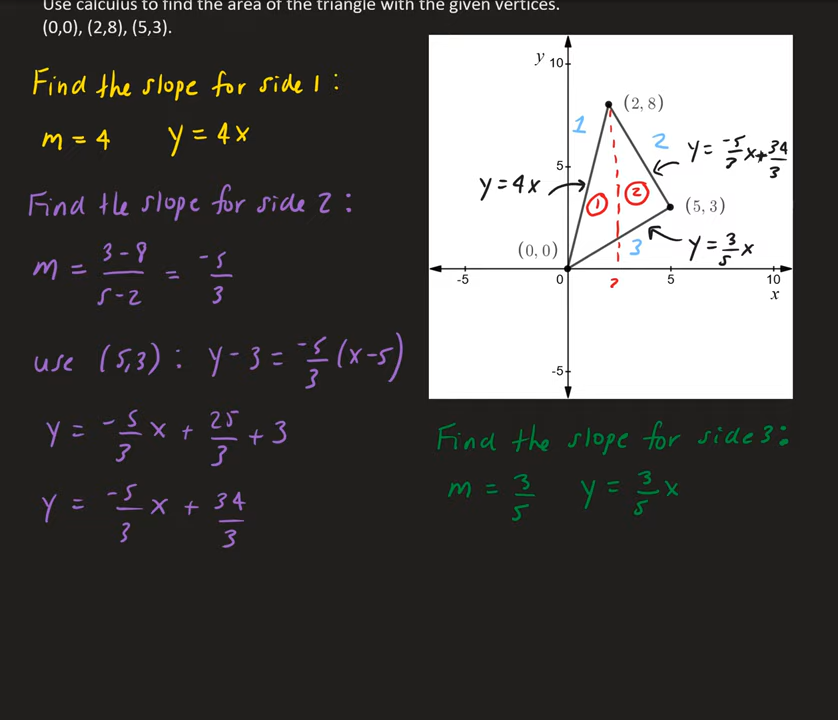 Use calculus to find the area of the triangle with the given vertices.
(0,0), (2,8), (5,3).
Find the slope for side 1 :
m = 4 y = 4x
Find the slope for side 2 :
m = 3-8/5-2 = -5/3
use (5,3) : y-3 = -5/3 (x-5)
y = -5/3 x + 25/3 + 3
y = -5/3 x + 34/3
y 10
(2, 8)
1
2
y = -5/3 x + 34/3
5
y = 4x
1
2
(5, 3)
(0, 0)
3
y = 3/5 x
-5
0
2
5
10
x
-5
Find the slope for side 3 :
m = 3/5 y = 3/5 x